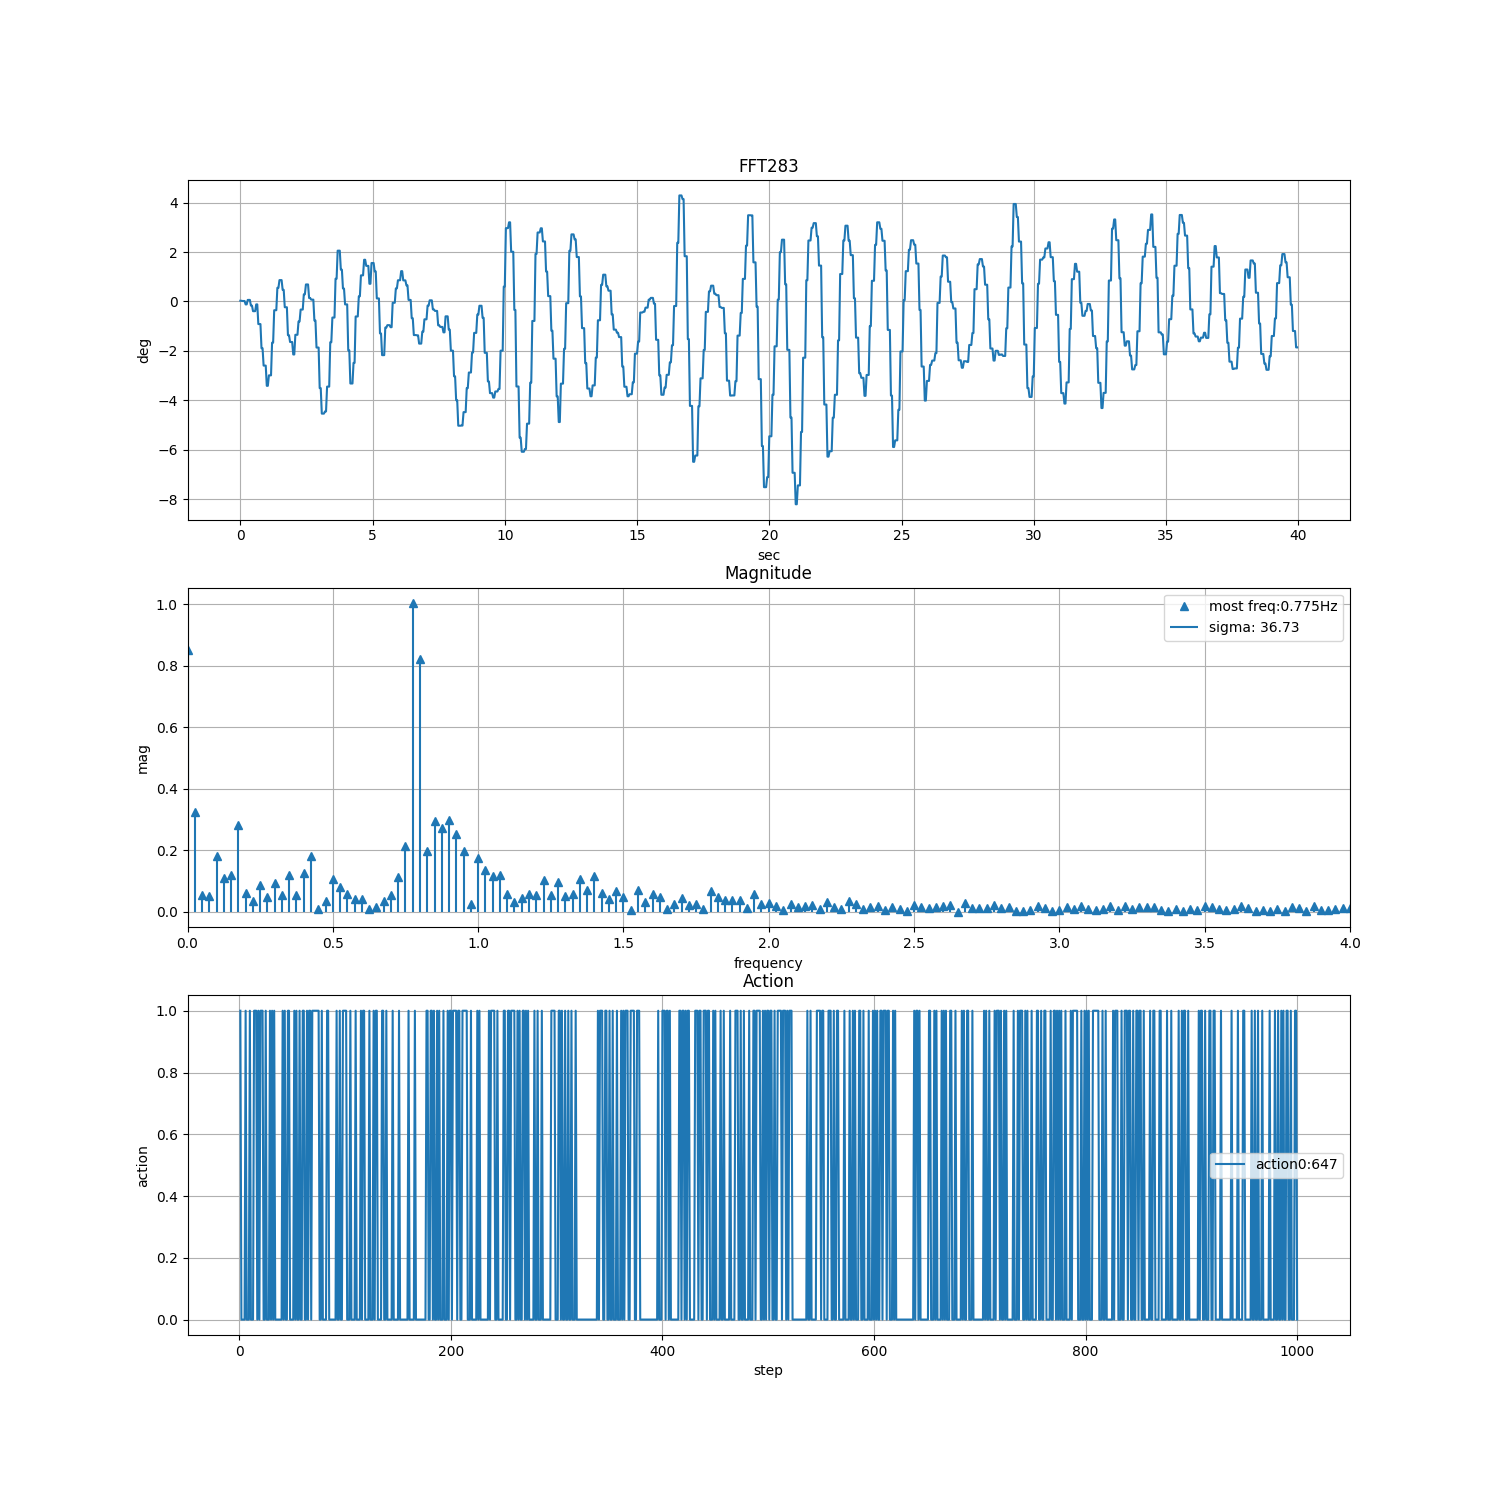 FFT283
4
2
0
−2
−4
−6
−8
deg
0 5 10 15 20 25 30 35 40
sec
Magnitude
1.0
0.8
0.6
0.4
0.2
0.0
mag
most freq:0.775Hz
sigma: 36.73
0.0 0.5 1.0 1.5 2.0 2.5 3.0 3.5 4.0
frequency
Action
1.0
0.8
0.6
0.4
0.2
0.0
action
action0:647
0 200 400 600 800 1000
step